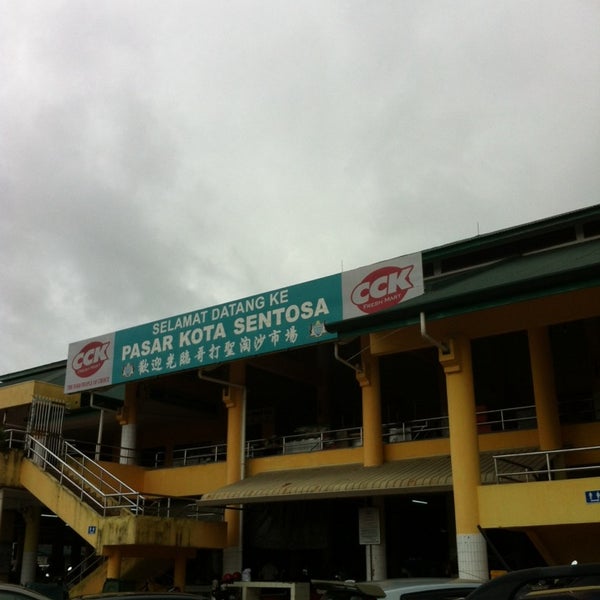 SELAMAT DATANG KE
PASAR KOTA SENTOSA
歡迎光臨哥打聖淘沙市場
CCK
FRESH MART
CCK